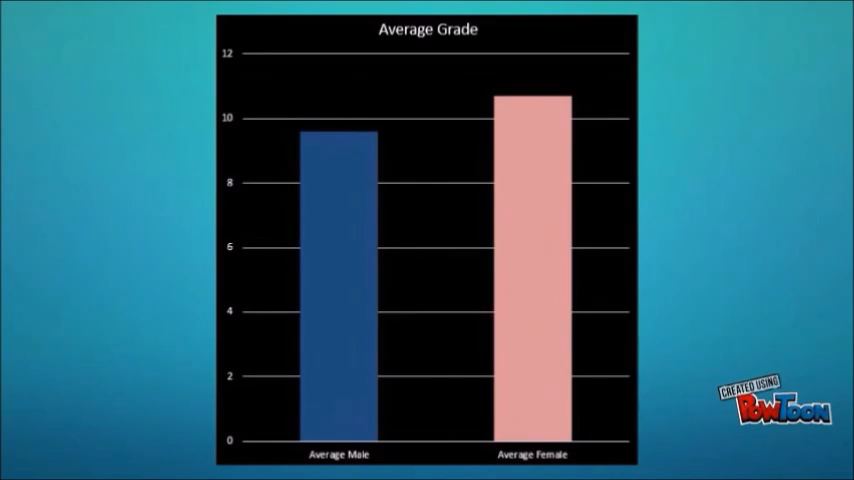 Average Grade
12
10
8
6
4
2
0
Average Male
Average Female
CREATED USING
POWTOON